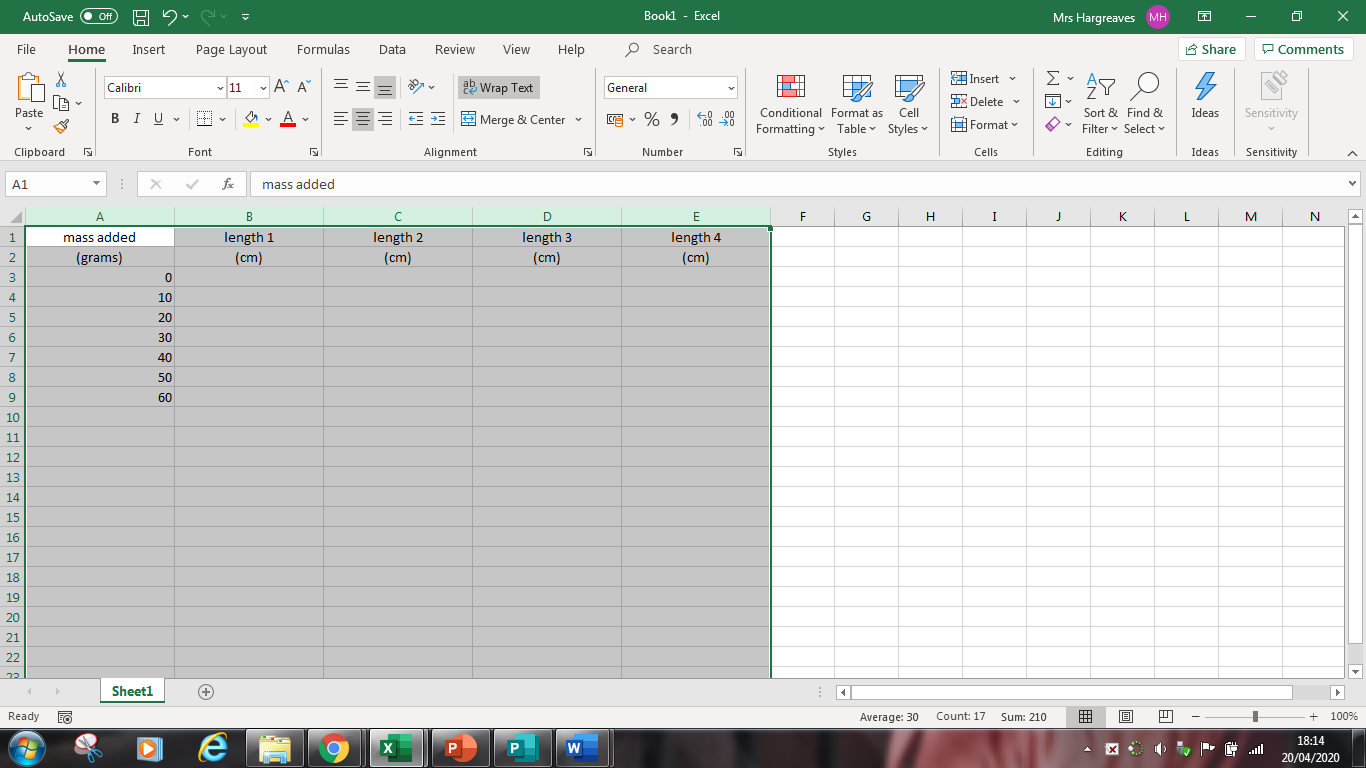 AutoSave Off Book1 - Excel Mrs Hargreaves MH
File Home Insert Page Layout Formulas Data Review View Help Search Share Comments
Paste Calibri 11 A A ab Wrap Text General Conditional Formatting Format as Table Cell Styles Insert Delete Format Sort & Filter Find & Select Ideas Sensitivity
B I U A Merge & Center %
Clipboard Font Alignment Number Styles Cells Editing Ideas Sensitivity
A1 fx mass added
A B C D E F G H I J K L M N
1 mass added length 1 length 2 length 3 length 4
2 (grams) (cm) (cm) (cm) (cm)
3 0
4 10
5 20
6 30
7 40
8 50
9 60
10
11
12
13
14
15
16
17
18
19
20
21
22
23
Sheet1
Ready Average: 30 Count: 17 Sum: 210 100%
18:14
20/04/2020